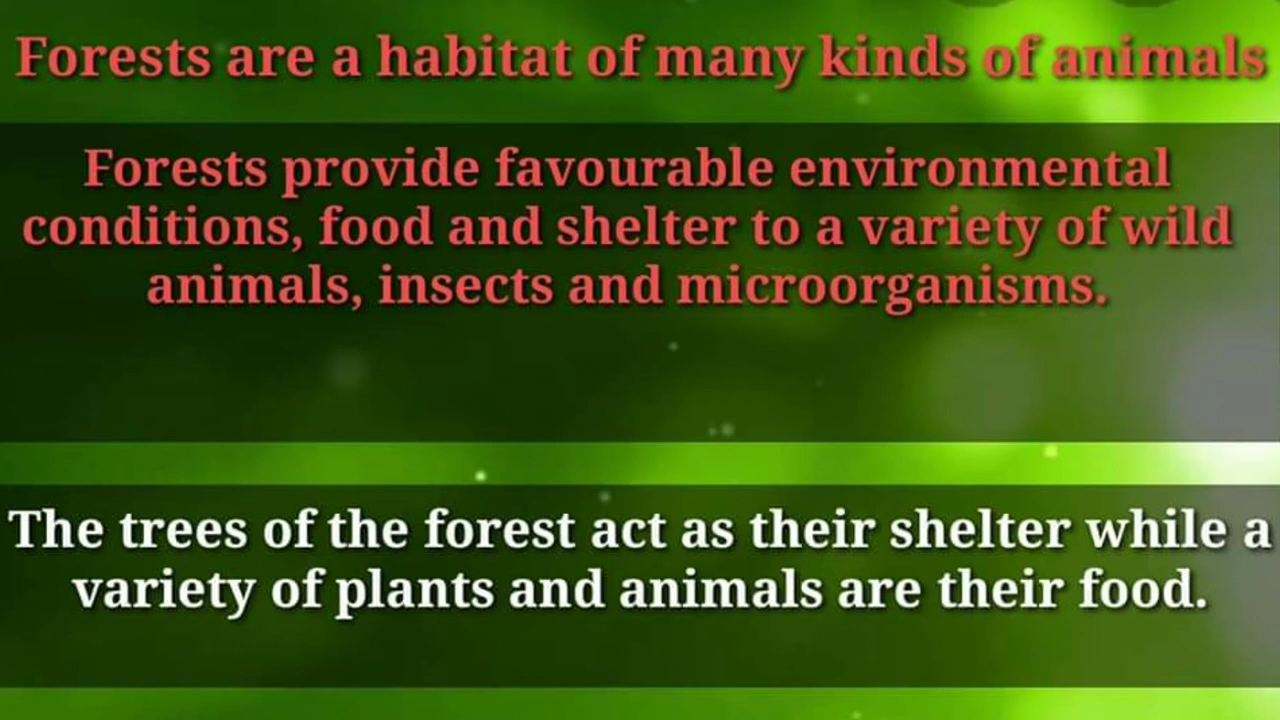 Forests are a habitat of many kinds of animals
Forests provide favourable environmental
conditions, food and shelter to a variety of wild
animals, insects and microorganisms.
The trees of the forest act as their shelter while a
variety of plants and animals are their food.